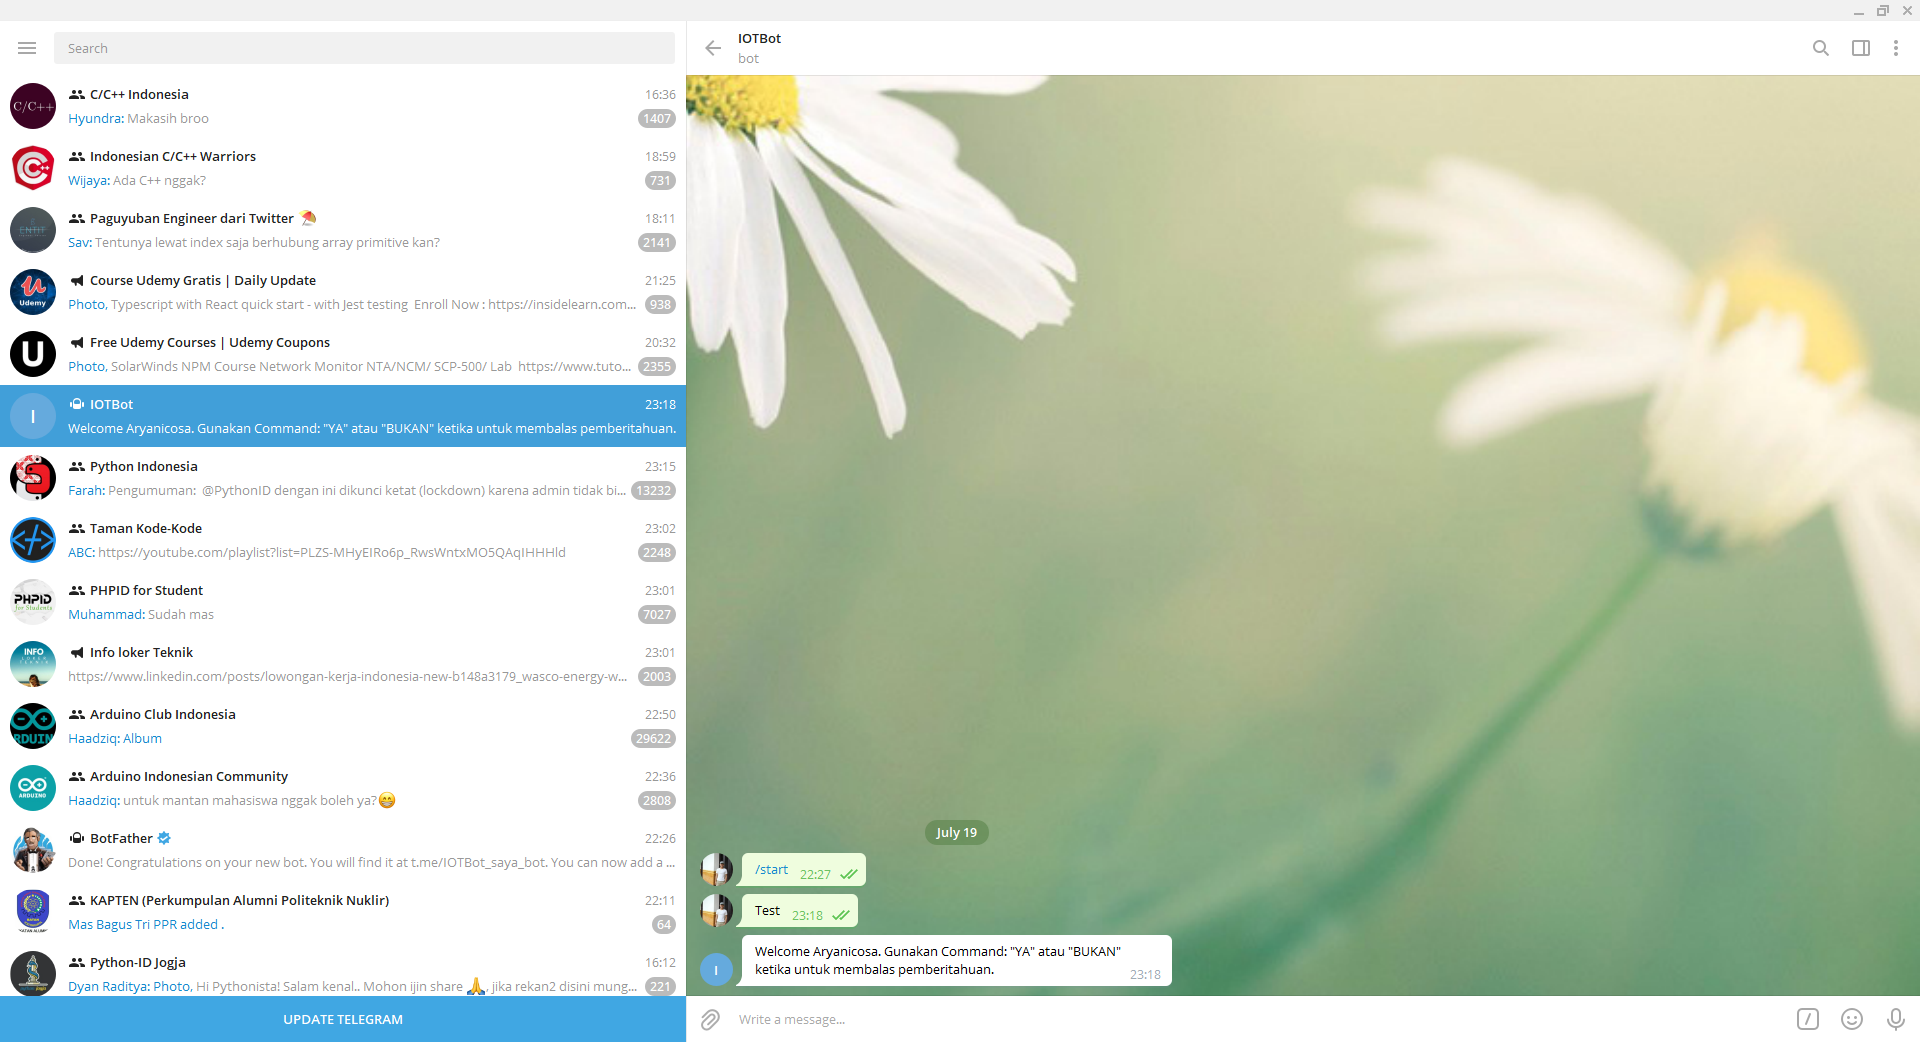 Search
C/C++
C/C++ Indonesia
16:36
Hyundra: Makasih broo
1407
Indonesian C/C++ Warriors
18:59
Wijaya: Ada C++ nggak?
731
Paguyuban Engineer dari Twitter
18:11
Sav: Tentunya lewat index saja berhubung array primitive kan?
2141
Udemy
Course Udemy Gratis | Daily Update
21:25
Photo, Typescript with React quick start - with Jest testing Enroll Now : https://insidelearn.com...
938
U
Free Udemy Courses | Udemy Coupons
20:32
Photo, SolarWinds NPM Course Network Monitor NTA/NCM/ SCP-500/ Lab https://www.tuto...
2355
I
IOTBot
23:18
Welcome Aryanicosa. Gunakan Command: "YA" atau "BUKAN" ketika untuk membalas pemberitahuan.
Python Indonesia
23:15
Farah: Pengumuman: @PythonID dengan ini dikunci ketat (lockdown) karena admin tidak bi...
13232
Taman Kode-Kode
23:02
ABC: https://youtube.com/playlist?list=PLZS-MHyEIRo6p_RwsWntxMO5QAqIHHHld
2248
PHPID
for Students
PHPID for Student
23:01
Muhammad: Sudah mas
7027
INFO
Info loker Teknik
23:01
https://www.linkedin.com/posts/lowongan-kerja-indonesia-new-b148a3179_wasco-energy-w...
2003
Arduino Club Indonesia
22:50
Haadziq: Album
29622
ARDUINO
Arduino Indonesian Community
22:36
Haadziq: untuk mantan mahasiswa nggak boleh ya?😁
2808
BotFather
22:26
Done! Congratulations on your new bot. You will find it at t.me/IOTBot_saya_bot. You can now add a ...
KAPTEN (Perkumpulan Alumni Politeknik Nuklir)
22:11
Mas Bagus Tri PPR added .
64
Python-ID Jogja
16:12
Dyan Raditya: Photo, Hi Pythonista! Salam kenal.. Mohon ijin share 🙏, jika rekan2 disini mung...
221
UPDATE TELEGRAM
IOTBot
bot
July 19
/start 22:27
Test 23:18
Welcome Aryanicosa. Gunakan Command: "YA" atau "BUKAN"
ketika untuk membalas pemberitahuan.
23:18
I
Write a message...